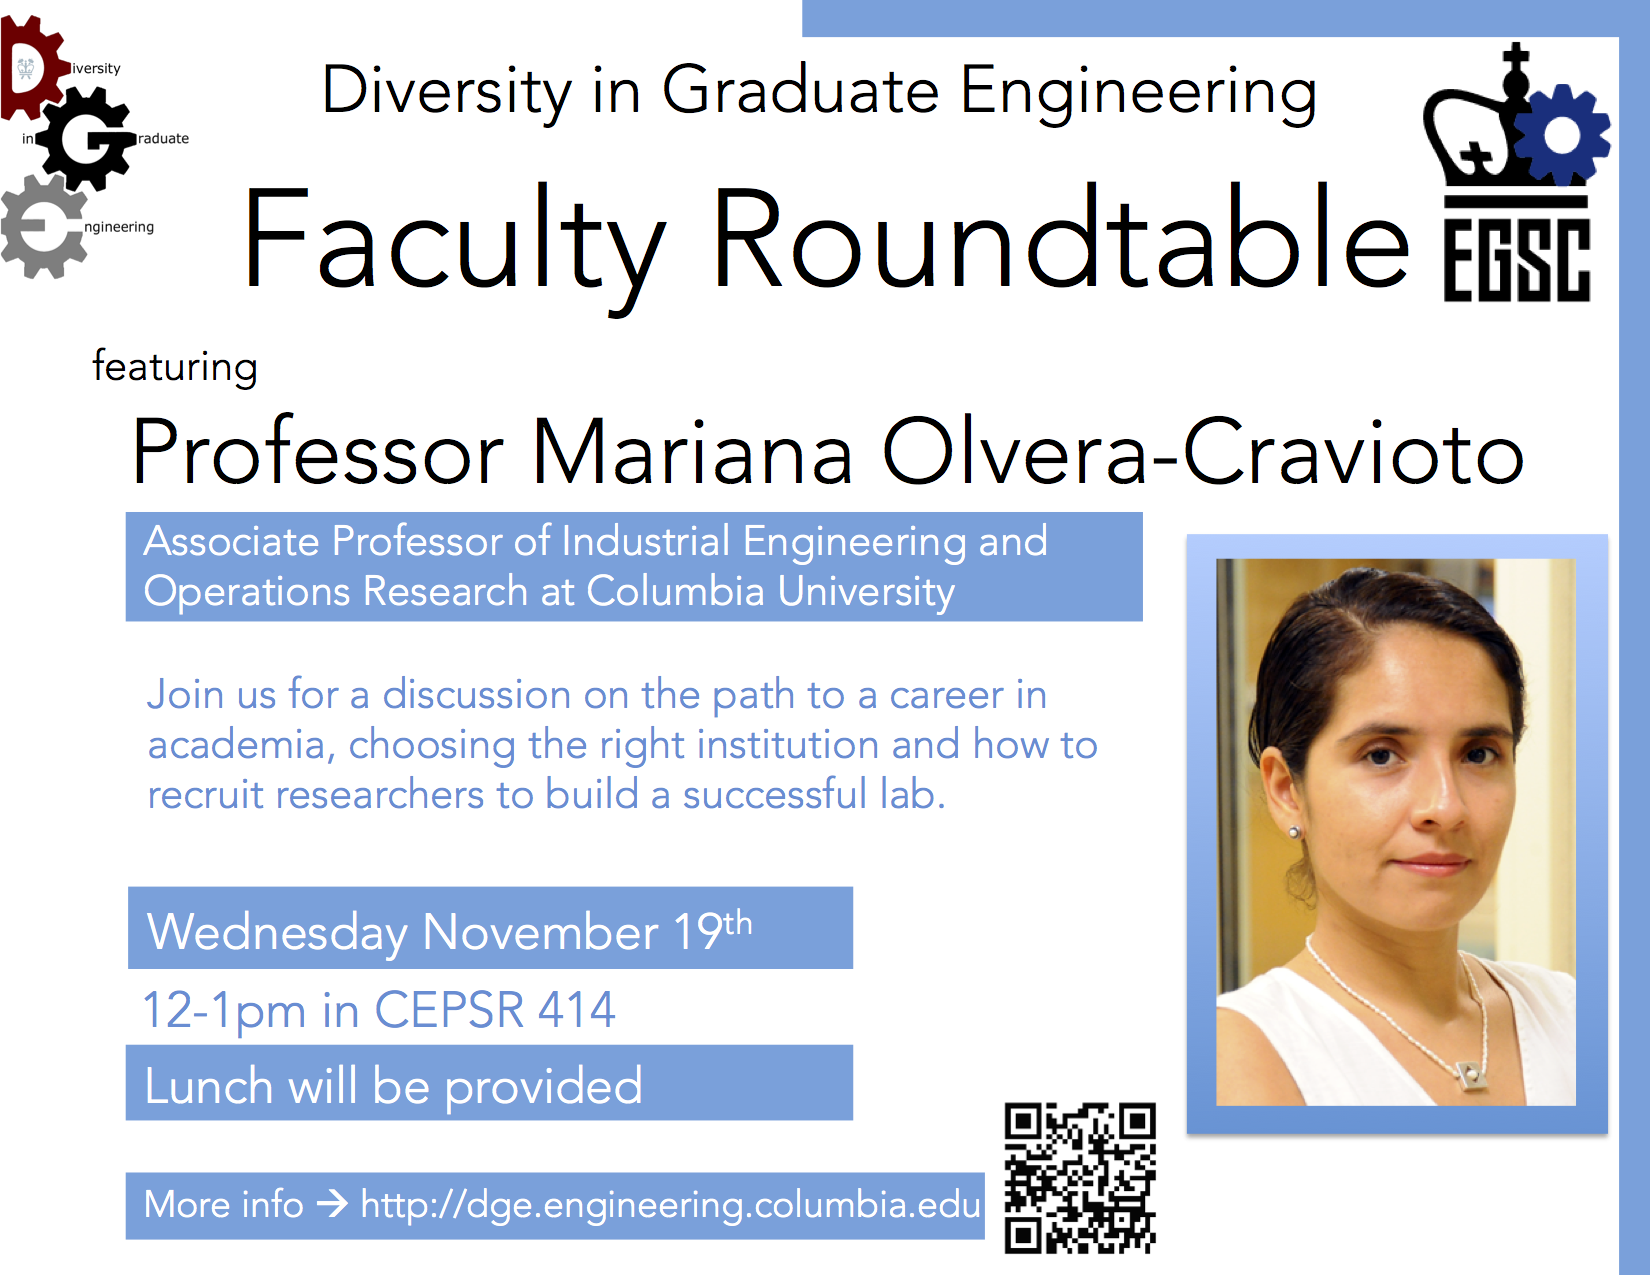 Diversity
in Graduate
Engineering
Diversity in Graduate Engineering
Faculty Roundtable
EGSC
featuring
Professor Mariana Olvera-Cravioto
Associate Professor of Industrial Engineering and
Operations Research at Columbia University
Join us for a discussion on the path to a career in
academia, choosing the right institution and how to
recruit researchers to build a successful lab.
Wednesday November 19th
12-1pm in CEPSR 414
Lunch will be provided
More info → http://dge.engineering.columbia.edu